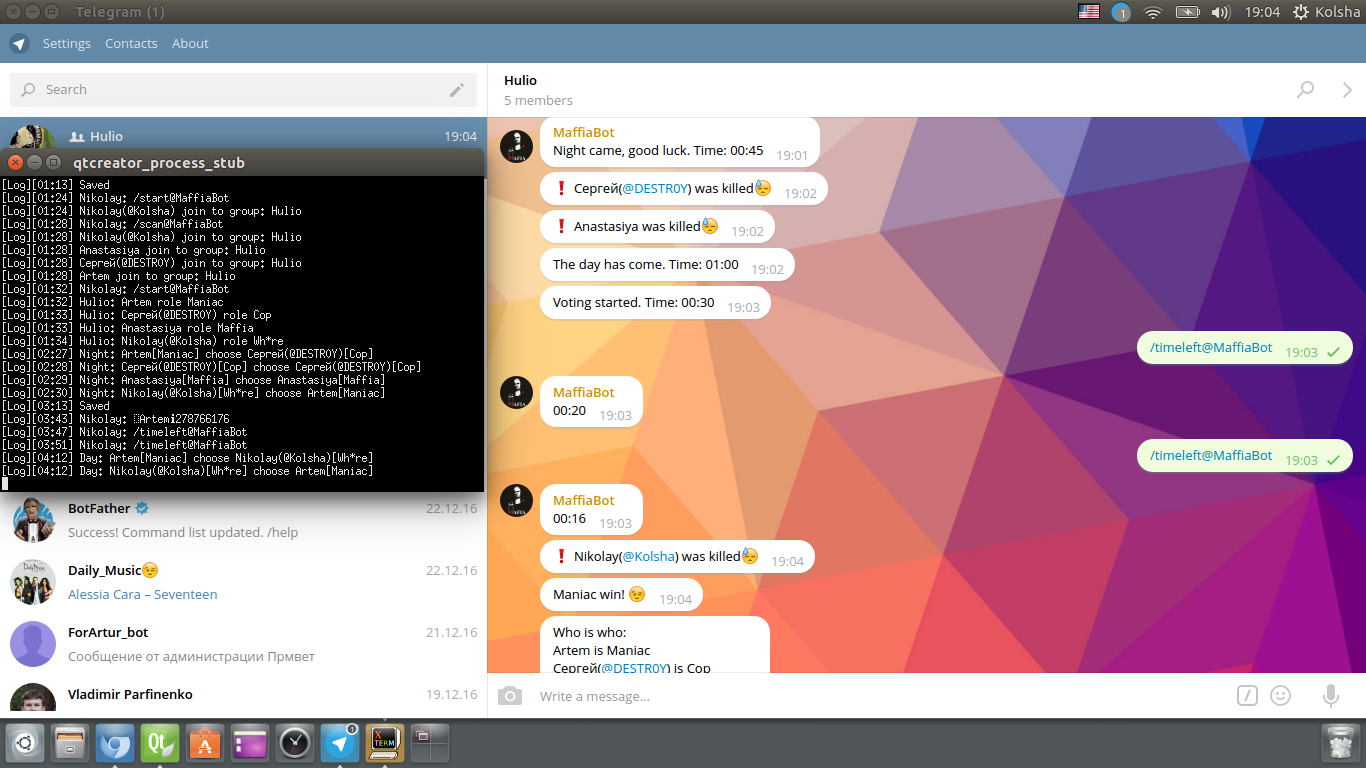 Telegram (1)
1
19:04
Kolsha
Settings
Contacts
About
Search
Hulio
19:04
qtcreator_process_stub
[Log][01:13] Saved
[Log][01:24] Nikolay: /start@MaffiaBot
[Log][01:24] Nikolay(@Kolsha) join to group: Hulio
[Log][01:28] Nikolay: /scan@MaffiaBot
[Log][01:28] Nikolay(@Kolsha) join to group: Hulio
[Log][01:28] Anastasiya join to group: Hulio
[Log][01:28] Сергей(@DESTR0Y) join to group: Hulio
[Log][01:28] Artem join to group: Hulio
[Log][01:32] Nikolay: /start@MaffiaBot
[Log][01:32] Hulio: Artem role Maniac
[Log][01:33] Hulio: Сергей(@DESTR0Y) role Cop
[Log][01:33] Hulio: Anastasiya role Maffia
[Log][01:34] Hulio: Nikolay(@Kolsha) role Wh*re
[Log][02:27] Night: Artem[Maniac] choose Сергей(@DESTR0Y)[Cop]
[Log][02:28] Night: Сергей(@DESTR0Y)[Cop] choose Сергей(@DESTR0Y)[Cop]
[Log][02:29] Night: Anastasiya[Maffia] choose Anastasiya[Maffia]
[Log][02:30] Night: Nikolay(@Kolsha)[Wh*re] choose Artem[Maniac]
[Log][03:13] Saved
[Log][03:43] Nikolay: Artemi278766176
[Log][03:47] Nikolay: /timeleft@MaffiaBot
[Log][03:51] Nikolay: /timeleft@MaffiaBot
[Log][04:12] Day: Artem[Maniac] choose Nikolay(@Kolsha)[Wh*re]
[Log][04:12] Day: Nikolay(@Kolsha)[Wh*re] choose Artem[Maniac]
BotFather
22.12.16
Success! Command list updated. /help
Daily_Music😉
22.12.16
Alessia Cara – Seventeen
ForArtur_bot
21.12.16
Сообщение от администрации Прмвет
Vladimir Parfinenko
19.12.16
Hulio
5 members
MaffiaBot
Night came, good luck. Time: 00:45
19:01
❗ Сергей(@DESTR0Y) was killed😓
19:02
❗ Anastasiya was killed😓
19:02
The day has come. Time: 01:00
19:02
Voting started. Time: 00:30
19:03
/timeleft@MaffiaBot
19:03
MaffiaBot
00:20
19:03
/timeleft@MaffiaBot
19:03
MaffiaBot
00:16
19:03
❗ Nikolay(@Kolsha) was killed😓
19:04
Maniac win! 😉
19:04
Who is who:
Artem is Maniac
Сергей(@DESTR0Y) is Cop
Write a message...
Qt
1
X
TERM